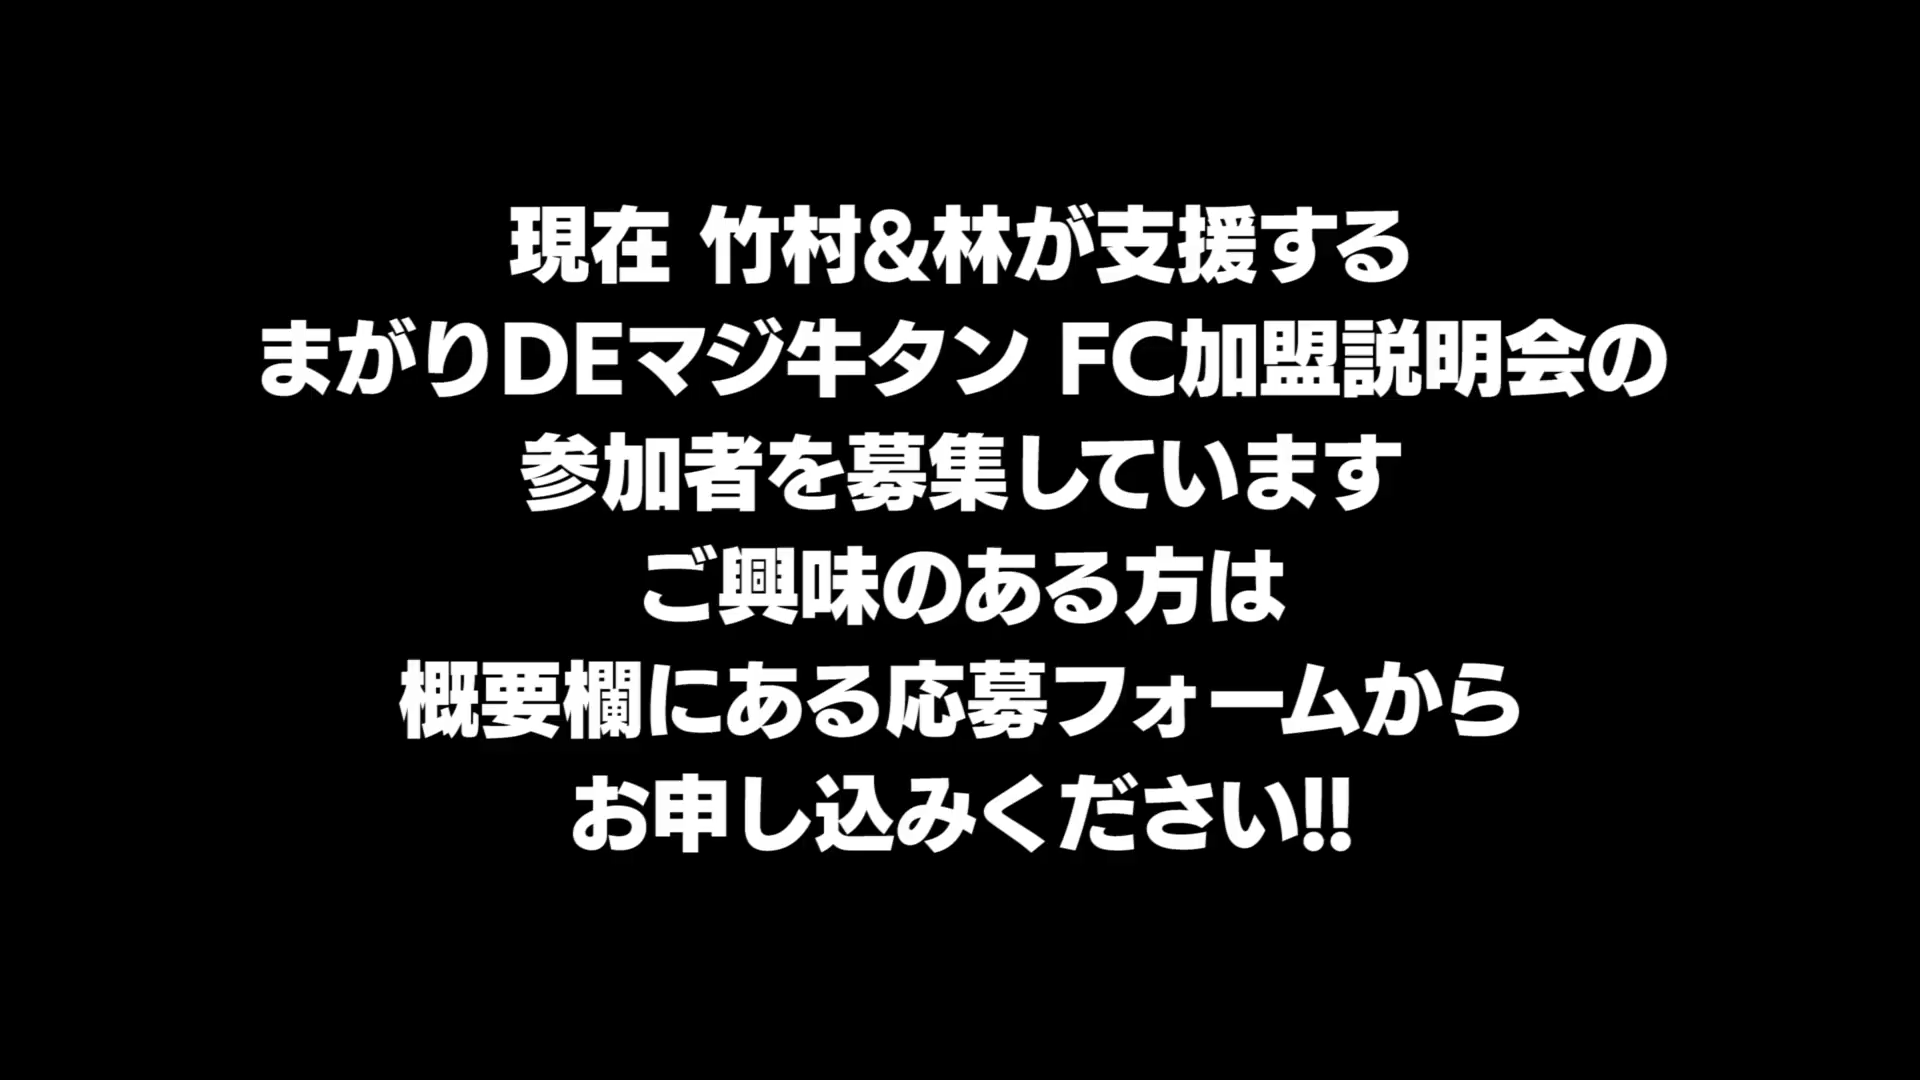 現在 竹村&林が支援する
まがりDEマジ牛タン FC加盟説明会の
参加者を募集しています
ご興味のある方は
概要欄にある応募フォームから
お申し込みください!!